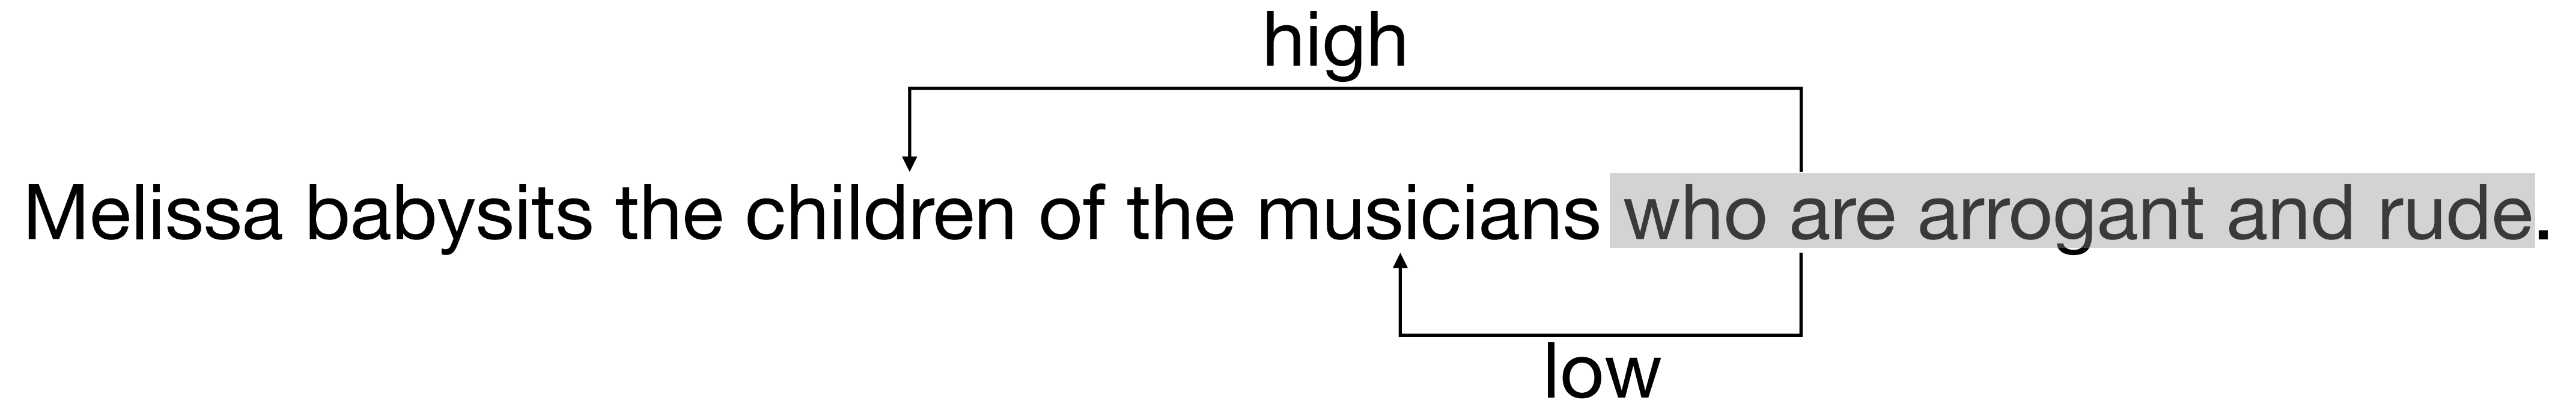 high
Melissa babysits the children of the musicians who are arrogant and rude.
low